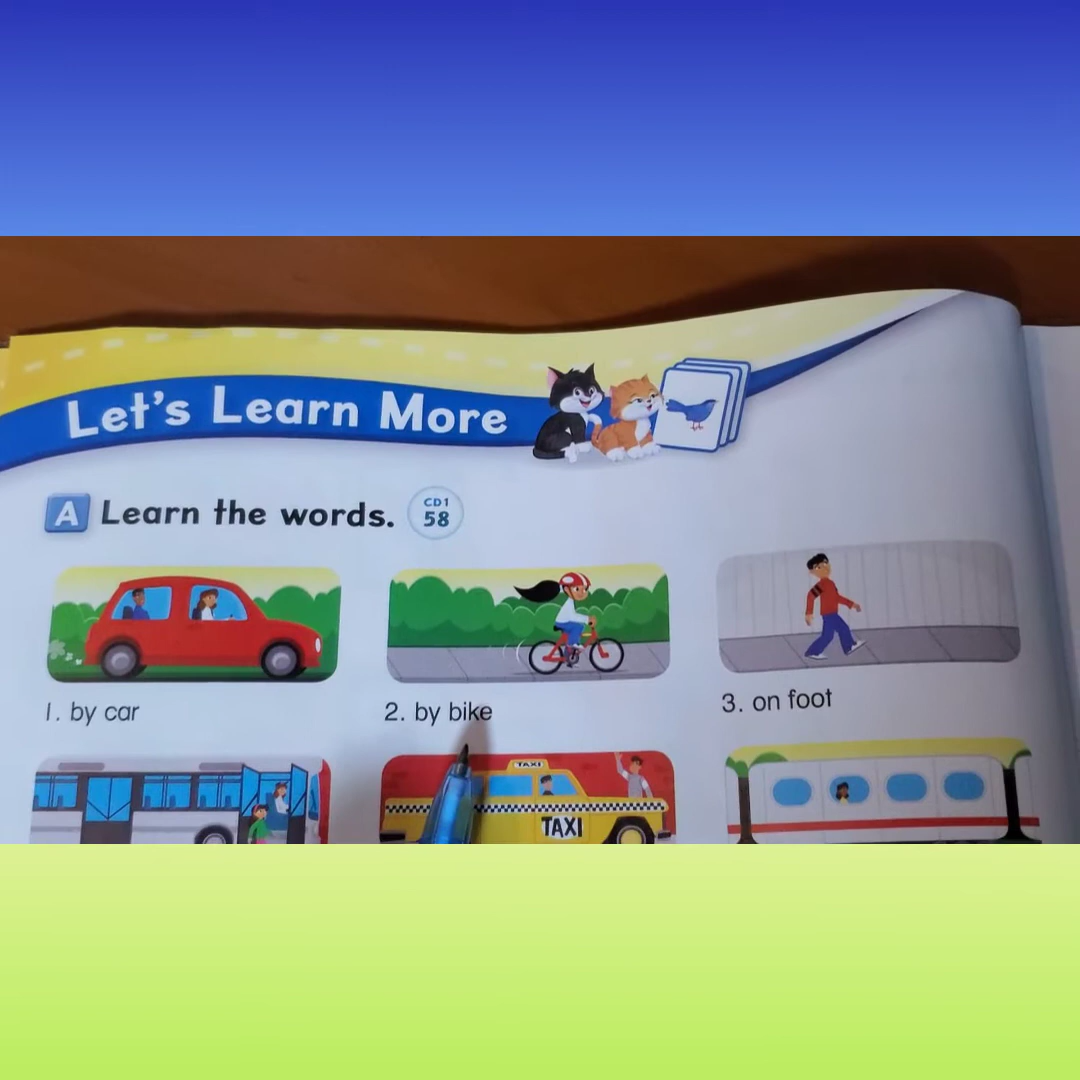 Let's Learn More
A Learn the words. CD1 58
1. by car
2. by bike
3. on foot
TAXI
TAXI